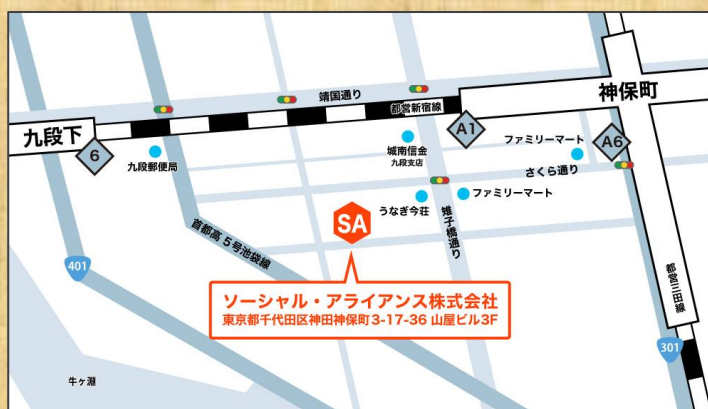 靖国通り
都営新宿線
神保町
九段下
6
九段郵便局
城南信金
九段支店
A1
ファミリーマート
A6
さくら通り
ファミリーマート
うなぎ今荘
雉子橋通り
首都高 5号池袋線
SA
401
ソーシャル・アライアンス株式会社
東京都千代田区神田神保町3-17-36 山屋ビル3F
都営三田線
301
牛ヶ淵